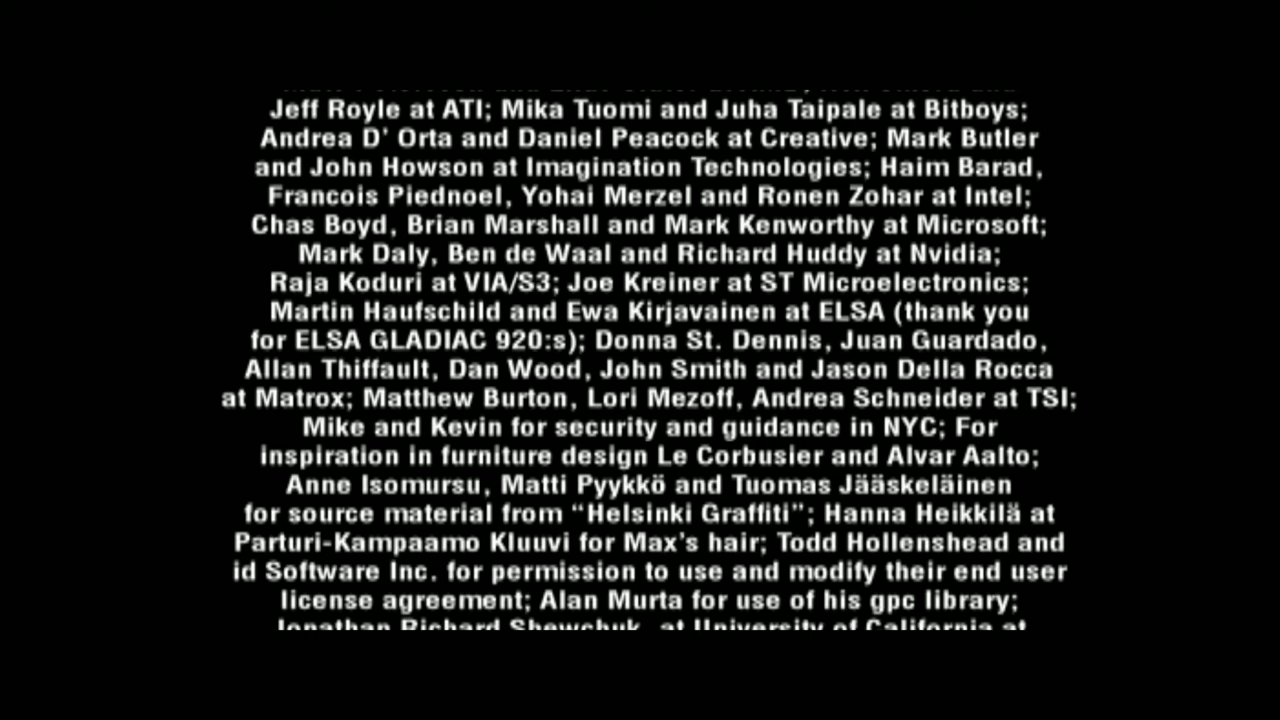 Jeff Royle at ATI; Mika Tuomi and Juha Taipale at Bitboys;
Andrea D' Orta and Daniel Peacock at Creative; Mark Butler
and John Howson at Imagination Technologies; Haim Barad,
Francois Piednoel, Yohai Merzel and Ronen Zohar at Intel;
Chas Boyd, Brian Marshall and Mark Kenworthy at Microsoft;
Mark Daly, Ben de Waal and Richard Huddy at Nvidia;
Raja Koduri at VIA/S3; Joe Kreiner at ST Microelectronics;
Martin Haufschild and Ewa Kirjavainen at ELSA (thank you
for ELSA GLADIAC 920:s); Donna St. Dennis, Juan Guardado,
Allan Thiffault, Dan Wood, John Smith and Jason Della Rocca
at Matrox; Matthew Burton, Lori Mezoff, Andrea Schneider at TSI;
Mike and Kevin for security and guidance in NYC; For
inspiration in furniture design Le Corbusier and Alvar Aalto;
Anne Isomursu, Matti Pyykkö and Tuomas Jääskeläinen
for source material from “Helsinki Graffiti”; Hanna Heikkilä at
Parturi-Kampaamo Kluuvi for Max's hair; Todd Hollenshead and
id Software Inc. for permission to use and modify their end user
license agreement; Alan Murta for use of his gpc library;
Jonathan Richard Shewchuk, at University of California at